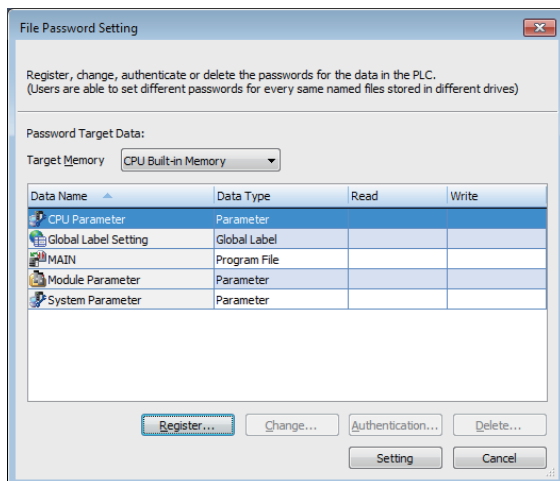 File Password Setting
Register, change, authenticate or delete the passwords for the data in the PLC.
(Users are able to set different passwords for every same named files stored in different drives)
Password Target Data:
Target Memory CPU Built-in Memory
Data Name Data Type Read Write
CPU Parameter Parameter
Global Label Setting Global Label
MAIN Program File
Module Parameter Parameter
System Parameter Parameter
Register... Change... Authentication... Delete...
Setting Cancel